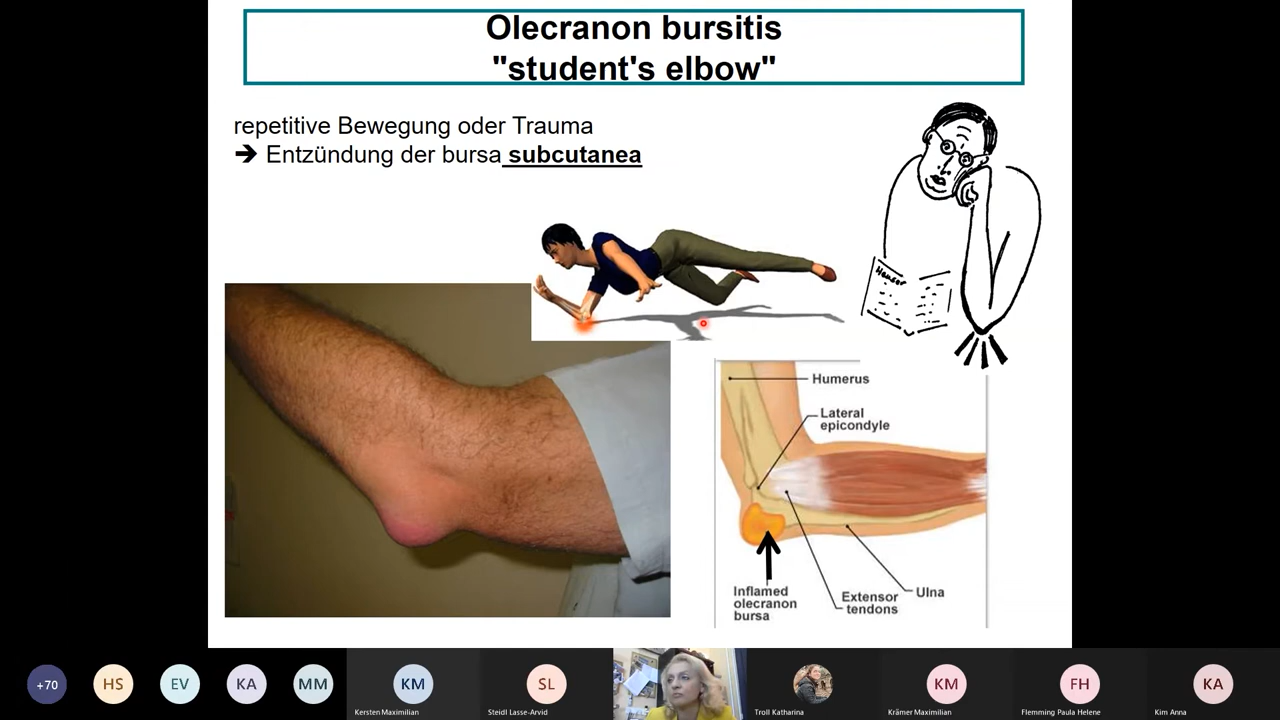 Olecranon bursitis
"student's elbow"
repetitive Bewegung oder Trauma
➔ Entzündung der bursa subcutanea
Humerus
Lateral
epicondyle
Inflamed
olecranon
bursa
Extensor
tendons
Ulna
+70
HS
EV
KA
MM
KM
SL
KM
FH
KA
Kersten Maximilian
Steidl Lasse-Arvid
Troll Katharina
Krämer Maximilian
Flemming Paula Helene
Kim Anna